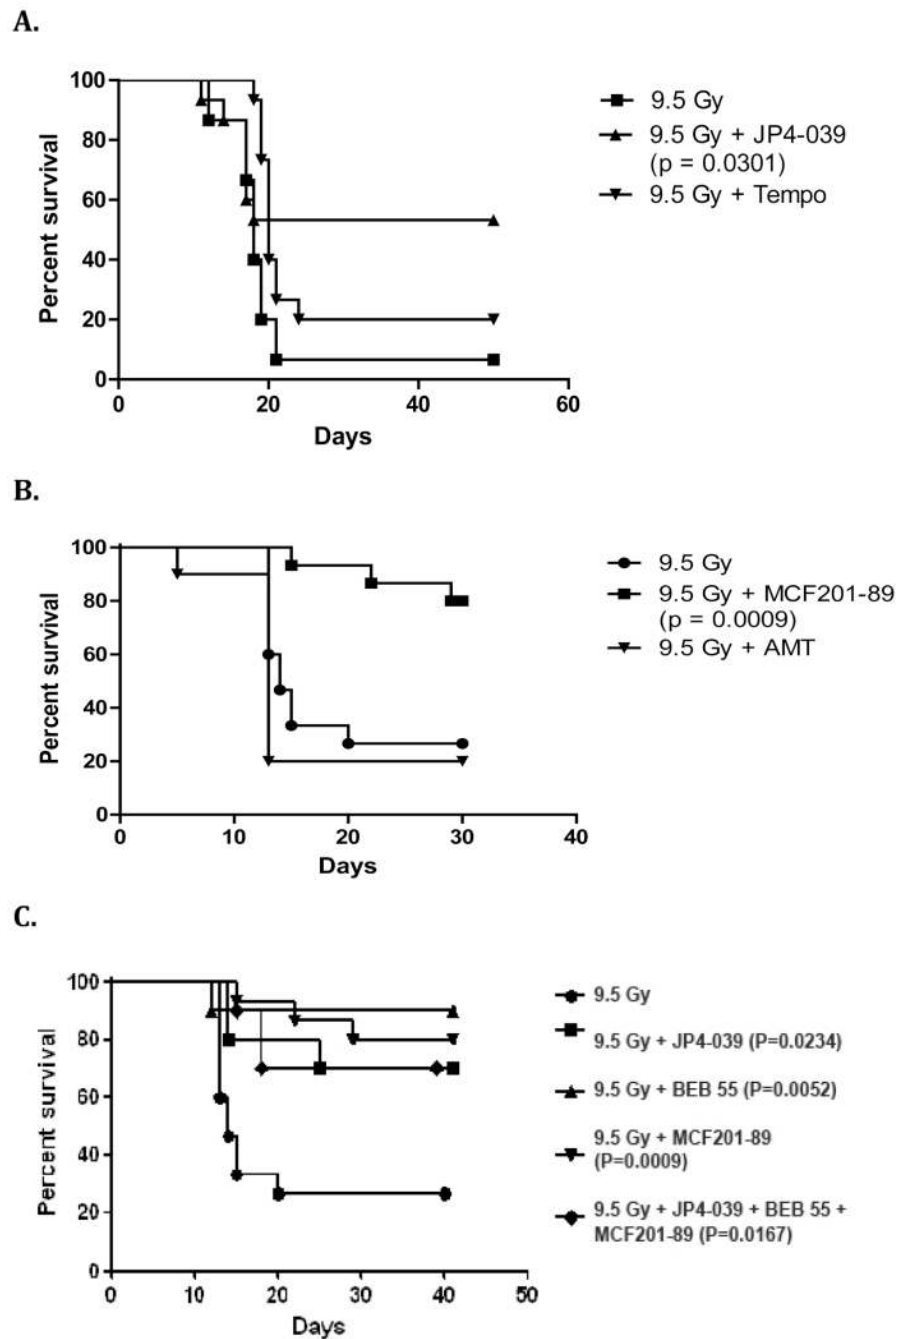 A.
100
80
60
40
20
0
Percent survival
0 20 40 60
Days
9.5 Gy
9.5 Gy + JP4-039
(p = 0.0301)
9.5 Gy + Tempo
B.
100
80
60
40
20
0
Percent survival
0 10 20 30 40
Days
9.5 Gy
9.5 Gy + MCF201-89
(p = 0.0009)
9.5 Gy + AMT
C.
100
80
60
40
20
0
Percent survival
0 10 20 30 40 50
Days
9.5 Gy
9.5 Gy + JP4-039 (P=0.0234)
9.5 Gy + BEB 55 (P=0.0052)
9.5 Gy + MCF201-89
(P=0.0009)
9.5 Gy + JP4-039 + BEB 55 +
MCF201-89 (P=0.0167)